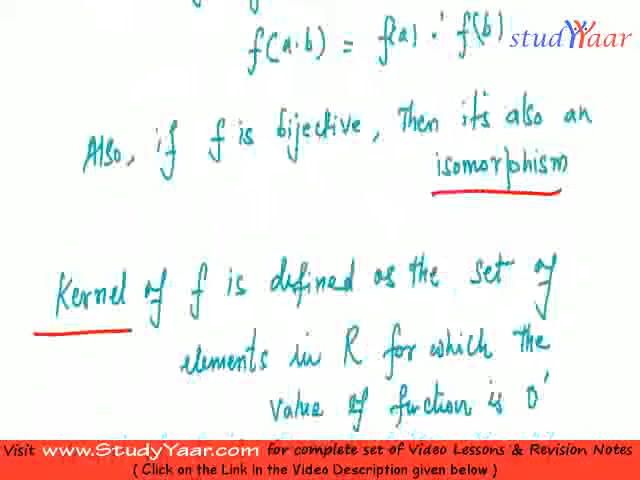 f(a·b) = f(a) ·' f(b)
studYYaar
Also, if f is bijective, Then it's also an
isomorphism
Kernel of f is defined as the set of
elements in R for which the
value of function is 0'
Visit www.StudyYaar.com for complete set of Video Lessons & Revision Notes
( Click on the Link In the Video Description given below )